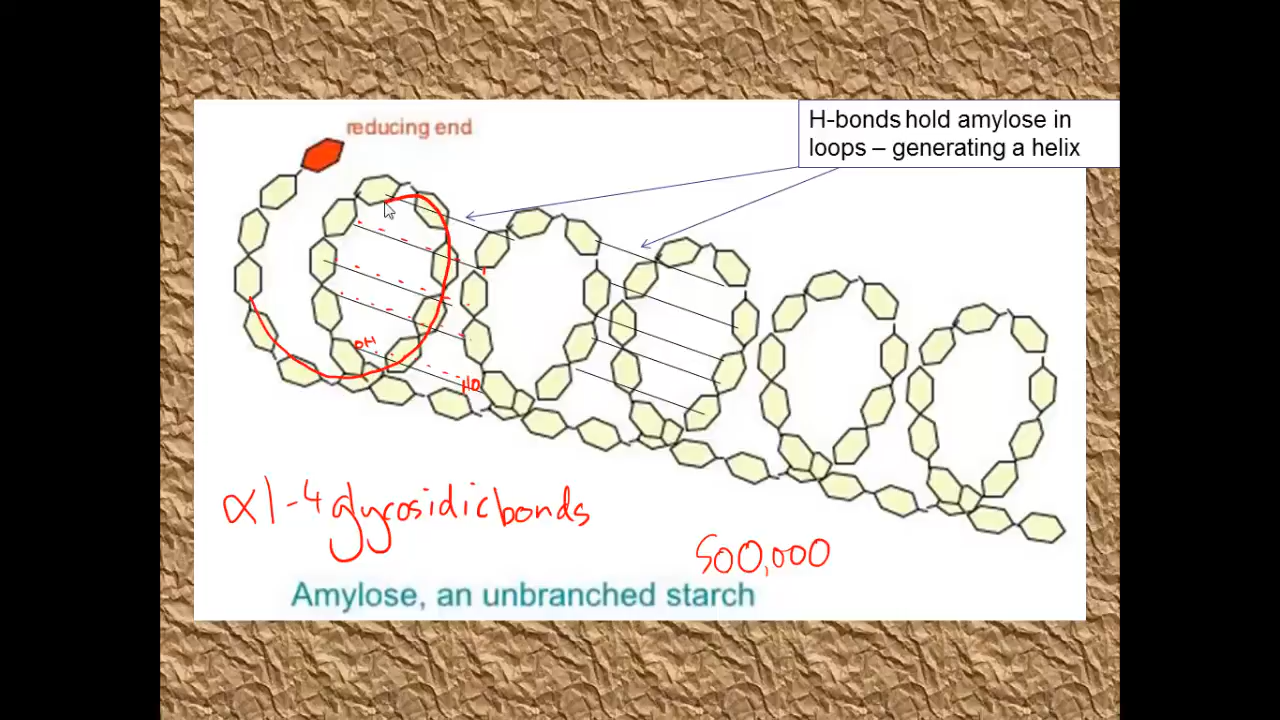 reducing end
H-bonds hold amylose in
loops – generating a helix
OH
HO
α1-4 glycosidic bonds
500,000
Amylose, an unbranched starch